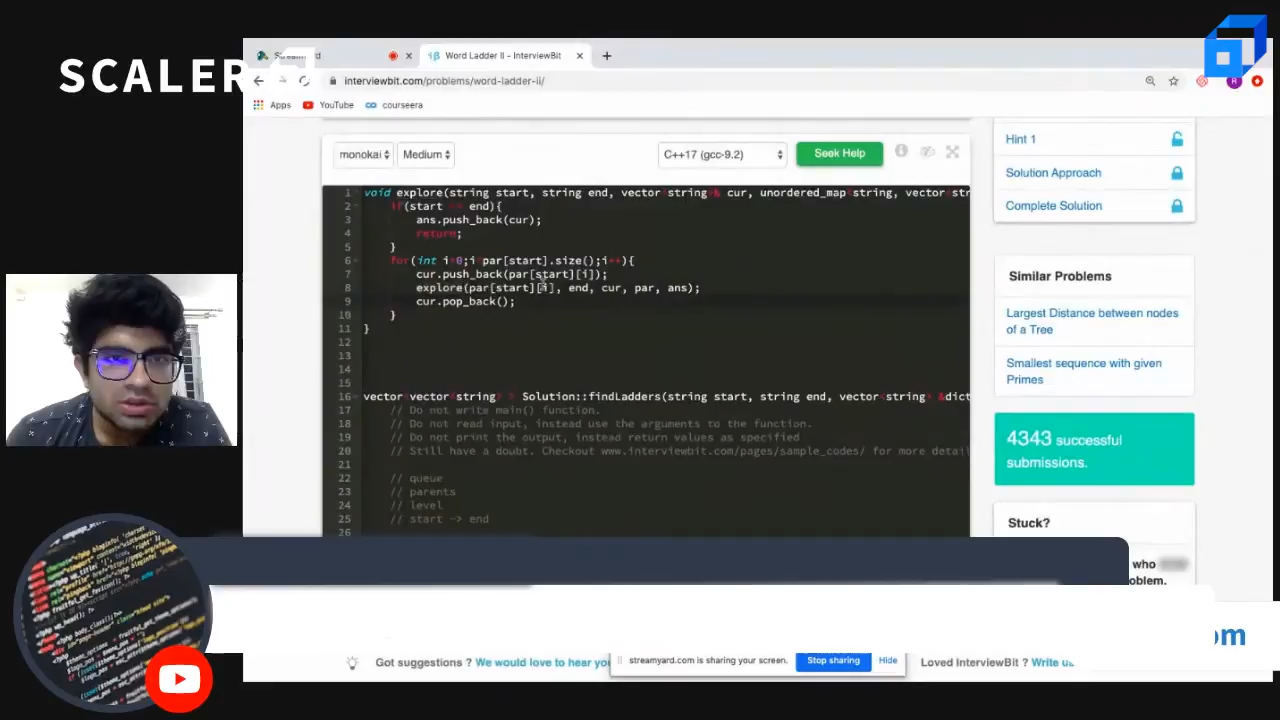 SCALER
Word Ladder II - InterviewBit
interviewbit.com/problems/word-ladder-ii/
Apps YouTube courseera
monokai Medium C++17 (gcc-9.2) Seek Help
1 void explore(string start, string end, vector<string>& cur, unordered_map<string, vector<str
2 if(start == end){
3 ans.push_back(cur);
4 return;
5 }
6 for(int i=0;i<par[start].size();i++){
7 cur.push_back(par[start][i]);
8 explore(par[start][i], end, cur, par, ans);
9 cur.pop_back();
10 }
11 }
12
13
14
15
16 vector<vector<string> > Solution::findLadders(string start, string end, vector<string> &dict
17 // Do not write main() function.
18 // Do not read input, instead use the arguments to the function.
19 // Do not print the output, instead return values as specified
20 // Still have a doubt. Checkout www.interviewbit.com/pages/sample_codes/ for more detail
21
22 // queue
23 // parents
24 // level
25 // start -> end
26
Hint 1
Solution Approach
Complete Solution
Similar Problems
Largest Distance between nodes
of a Tree
Smallest sequence with given
Primes
4343 successful
submissions.
Stuck?
who
roblem.
om
Got suggestions ? We would love to hear you
streamyard.com is sharing your screen. Stop sharing Hide
Loved InterviewBit ? Write us